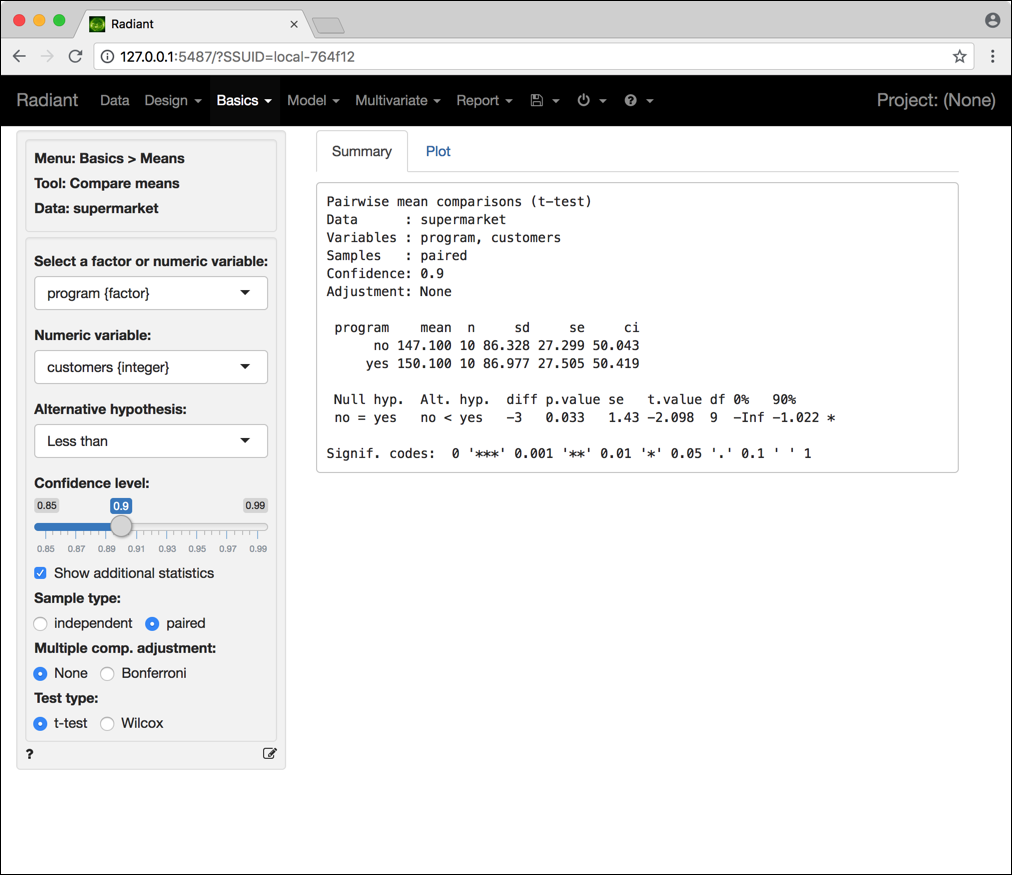 Radiant
127.0.0.1:5487/?SSUID=local-764f12
Radiant Data Design Basics Model Multivariate Report Project: (None)
Menu: Basics > Means
Tool: Compare means
Data: supermarket
Select a factor or numeric variable:
program {factor}
Numeric variable:
customers {integer}
Alternative hypothesis:
Less than
Confidence level:
0.85 0.9 0.99
0.85 0.87 0.89 0.91 0.93 0.95 0.97 0.99
Show additional statistics
Sample type:
independent paired
Multiple comp. adjustment:
None Bonferroni
Test type:
t-test Wilcox
?
Summary Plot
Pairwise mean comparisons (t-test)
Data      : supermarket
Variables : program, customers
Samples   : paired
Confidence: 0.9
Adjustment: None
program    mean  n     sd     se     ci
no 147.100 10 86.328 27.299 50.043
yes 150.100 10 86.977 27.505 50.419
Null hyp.  Alt. hyp.  diff p.value se   t.value df 0%   90%
no = yes   no < yes   -3   0.033   1.43 -2.098  9  -Inf -1.022 *
Signif. codes:  0 '***' 0.001 '**' 0.01 '*' 0.05 '.' 0.1 ' ' 1